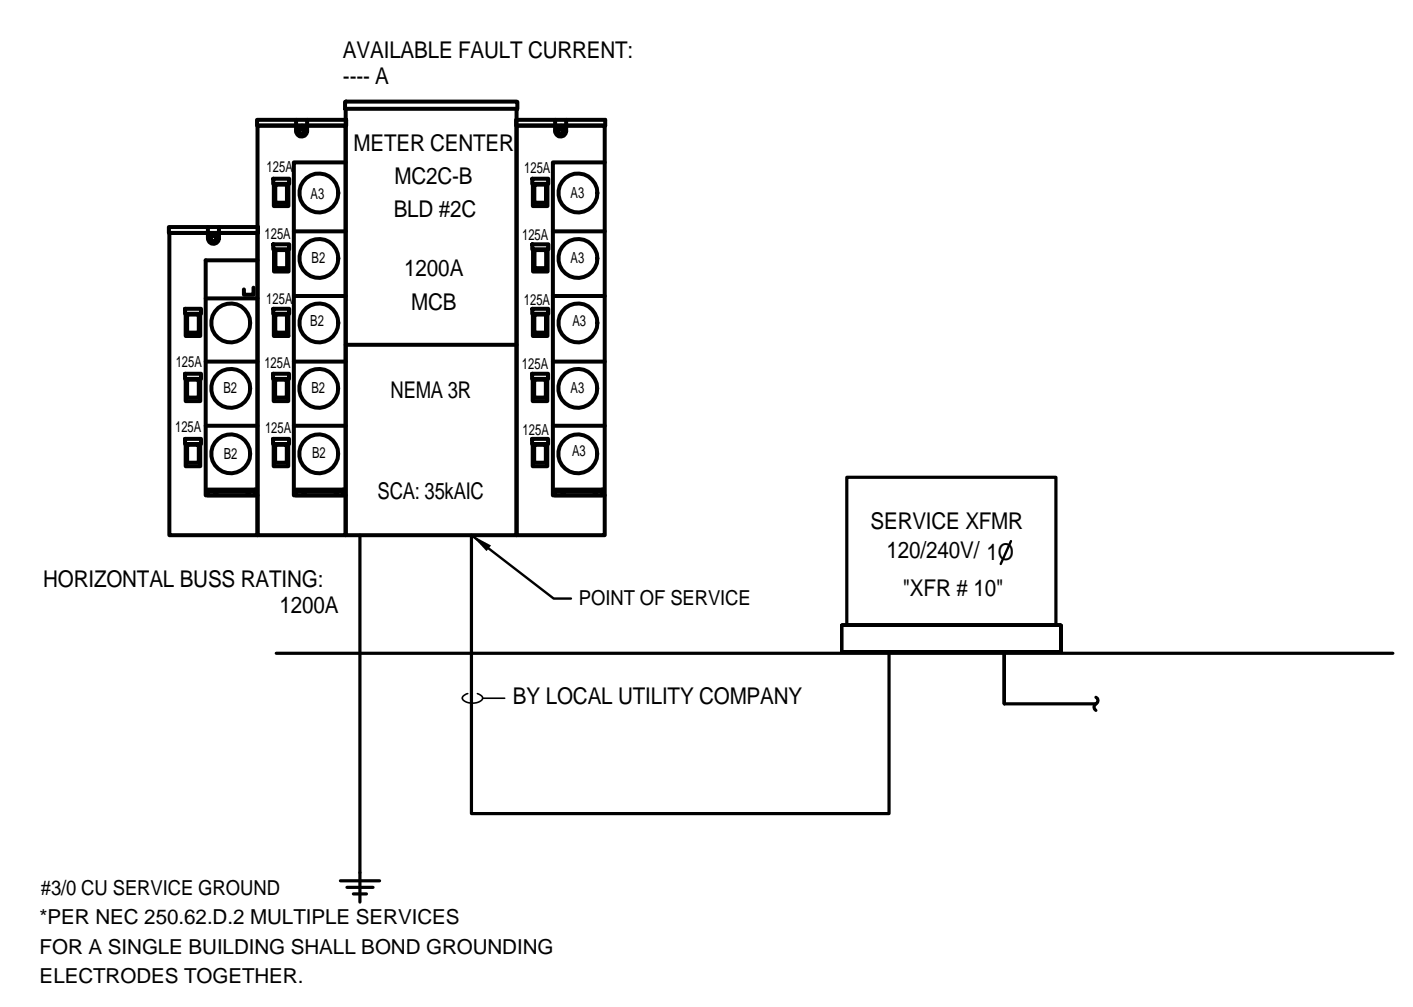 AVAILABLE FAULT CURRENT:
---- A
METER CENTER
MC2C-B
BLD #2C
1200A
MCB
NEMA 3R
SCA: 35kAIC
125A
B2
125A
B2
125A
A3
125A
B2
125A
B2
125A
B2
125A
B2
125A
A3
125A
A3
125A
A3
125A
A3
125A
A3
HORIZONTAL BUSS RATING:
1200A
POINT OF SERVICE
BY LOCAL UTILITY COMPANY
SERVICE XFMR
120/240V/ 1Ø
"XFR # 10"
#3/0 CU SERVICE GROUND
*PER NEC 250.62.D.2 MULTIPLE SERVICES
FOR A SINGLE BUILDING SHALL BOND GROUNDING
ELECTRODES TOGETHER.